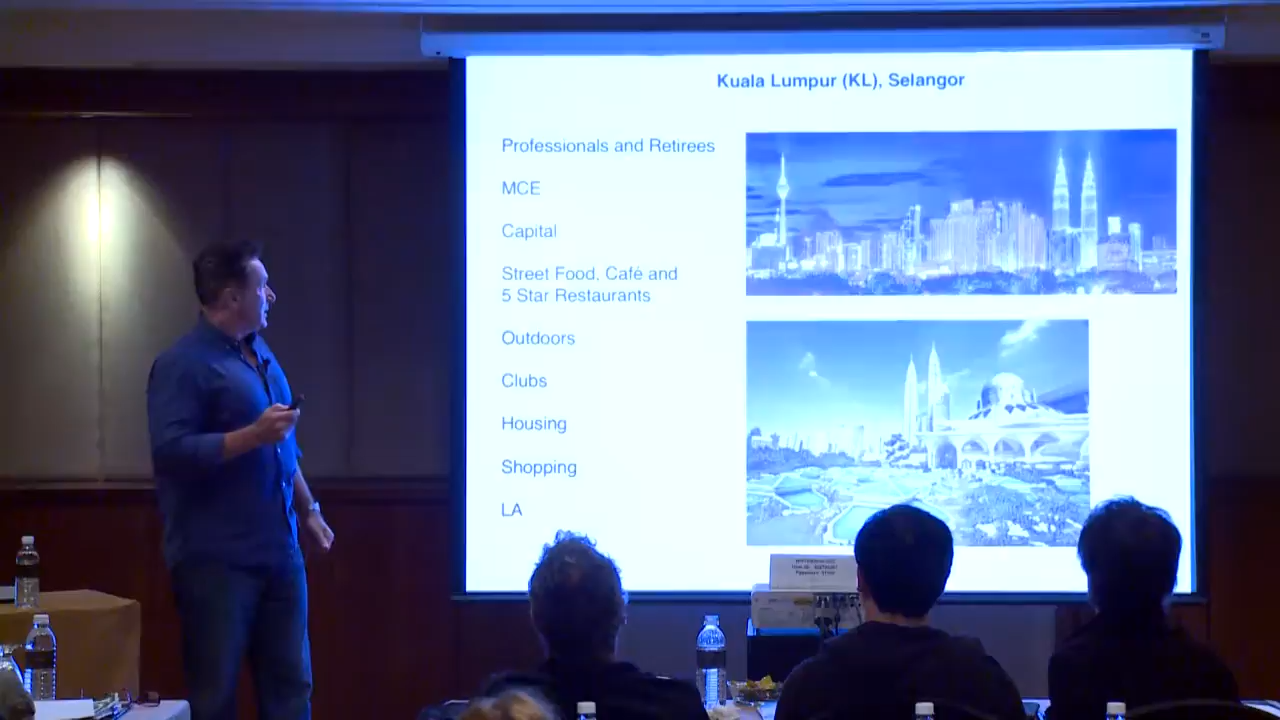 Kuala Lumpur (KL), Selangor
Professionals and Retirees
MCE
Capital
Street Food. Café and
5 Star Restaurants
Outdoors
Clubs
Housing
Shopping
LA